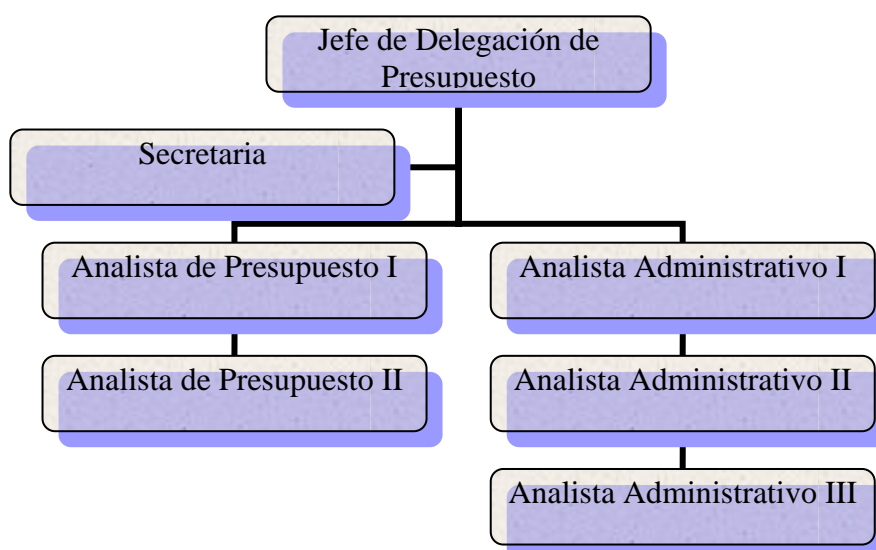 Jefe de Delegación de
Presupuesto
Secretaria
Analista de Presupuesto I
Analista Administrativo I
Analista de Presupuesto II
Analista Administrativo II
Analista Administrativo III